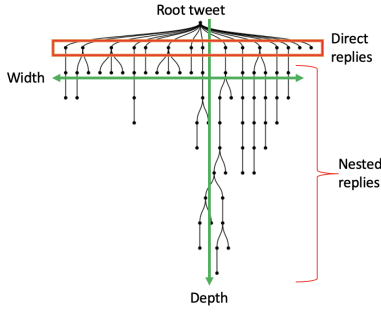 Root tweet
Direct
replies
Width
Nested
replies
Depth